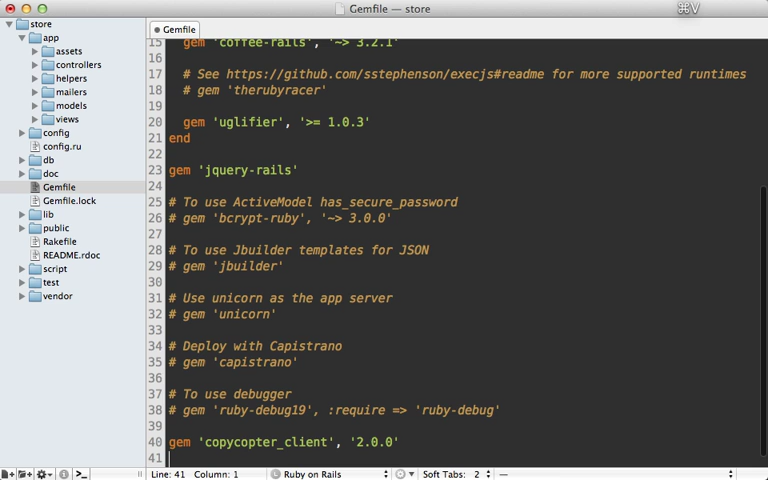 Gemfile — store
⌘V
store
app
assets
controllers
helpers
mailers
models
views
config
config.ru
db
doc
Gemfile
Gemfile.lock
lib
public
Rakefile
README.rdoc
script
test
vendor
Gemfile
15 gem 'coffee-rails', '~> 3.2.1'
16
17 # See https://github.com/sstephenson/execjs#readme for more supported runtimes
18 # gem 'therubyracer'
19
20 gem 'uglifier', '>= 1.0.3'
21 end
22
23 gem 'jquery-rails'
24
25 # To use ActiveModel has_secure_password
26 # gem 'bcrypt-ruby', '~> 3.0.0'
27
28 # To use Jbuilder templates for JSON
29 # gem 'jbuilder'
30
31 # Use unicorn as the app server
32 # gem 'unicorn'
33
34 # Deploy with Capistrano
35 # gem 'capistrano'
36
37 # To use debugger
38 # gem 'ruby-debug19', :require => 'ruby-debug'
39
40 gem 'copycopter_client', '2.0.0'
41
Line: 41 Column: 1 L Ruby on Rails Soft Tabs: 2 —